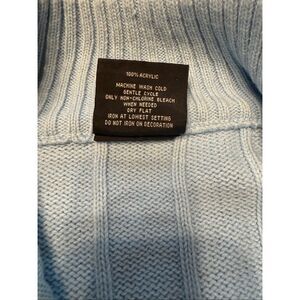 100% ACRYLIC
MACHINE WASH COLD
GENTLE CYCLE
ONLY NON-CHLORINE BLEACH
WHEN NEEDED
DRY FLAT
IRON AT LOWEST SETTING
DO NOT IRON ON DECORATION